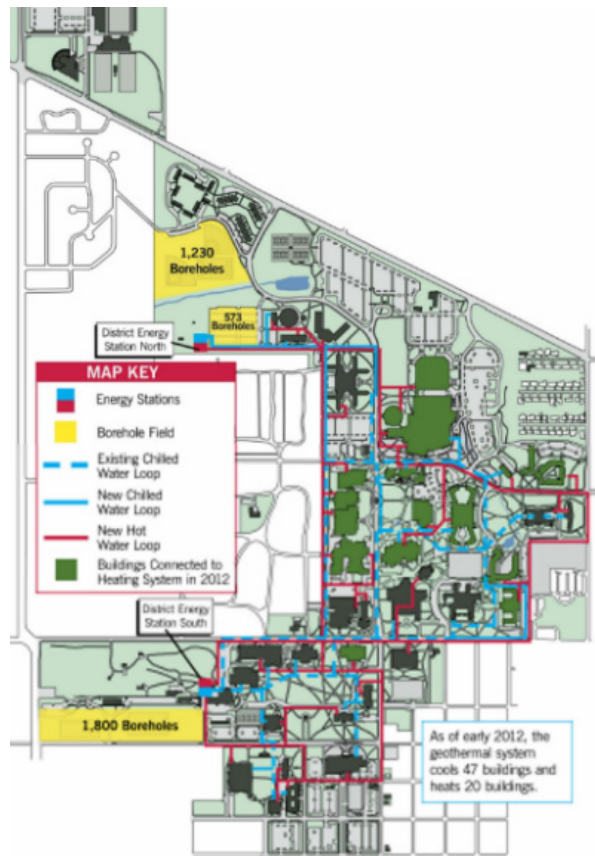 1,230
Boreholes
573
Boreholes
District Energy
Station North
MAP KEY
Energy Stations
Borehole Field
Existing Chilled
Water Loop
New Chilled
Water Loop
New Hot
Water Loop
Buildings Connected to
Heating System in 2012
District Energy
Station South
1,800 Boreholes
As of early 2012, the
geothermal system
cools 47 buildings and
heats 20 buildings.